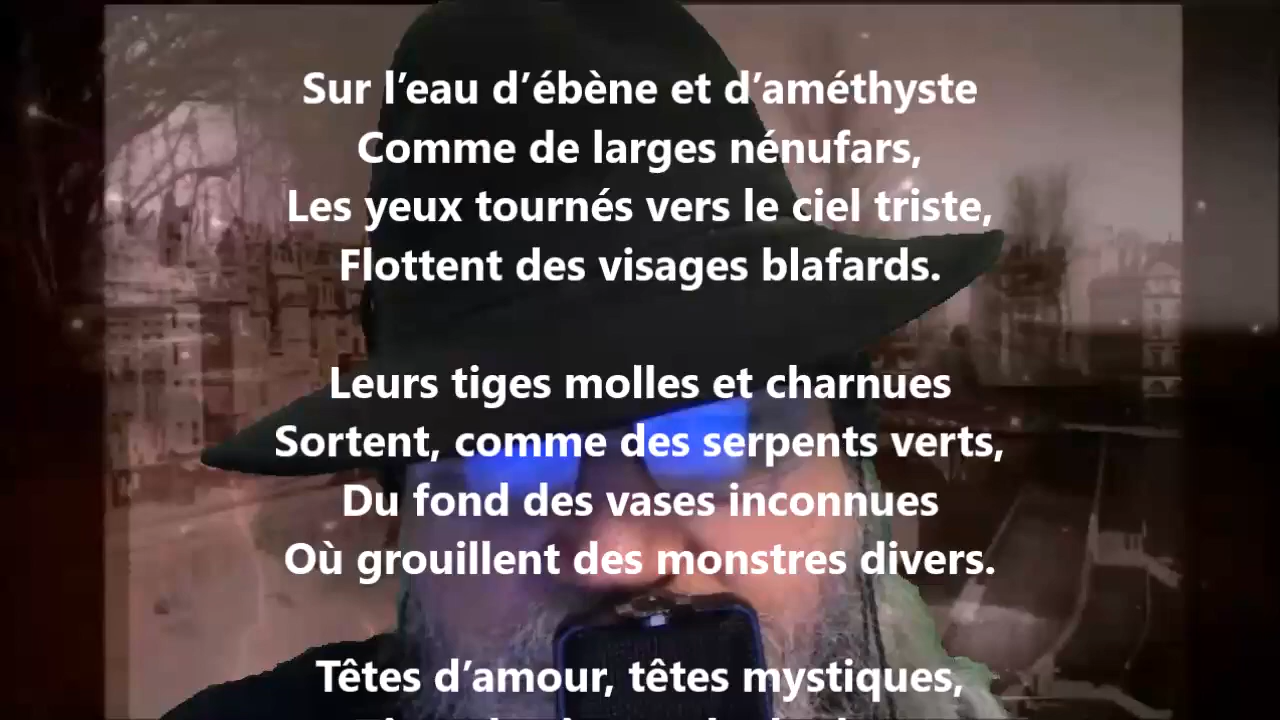 Sur l’eau d’ébène et d’améthyste
Comme de larges nénufars,
Les yeux tournés vers le ciel triste,
Flottent des visages blafards.
Leurs tiges molles et charnues
Sortent, comme des serpents verts,
Du fond des vases inconnues
Où grouillent des monstres divers.
Têtes d’amour, têtes mystiques,